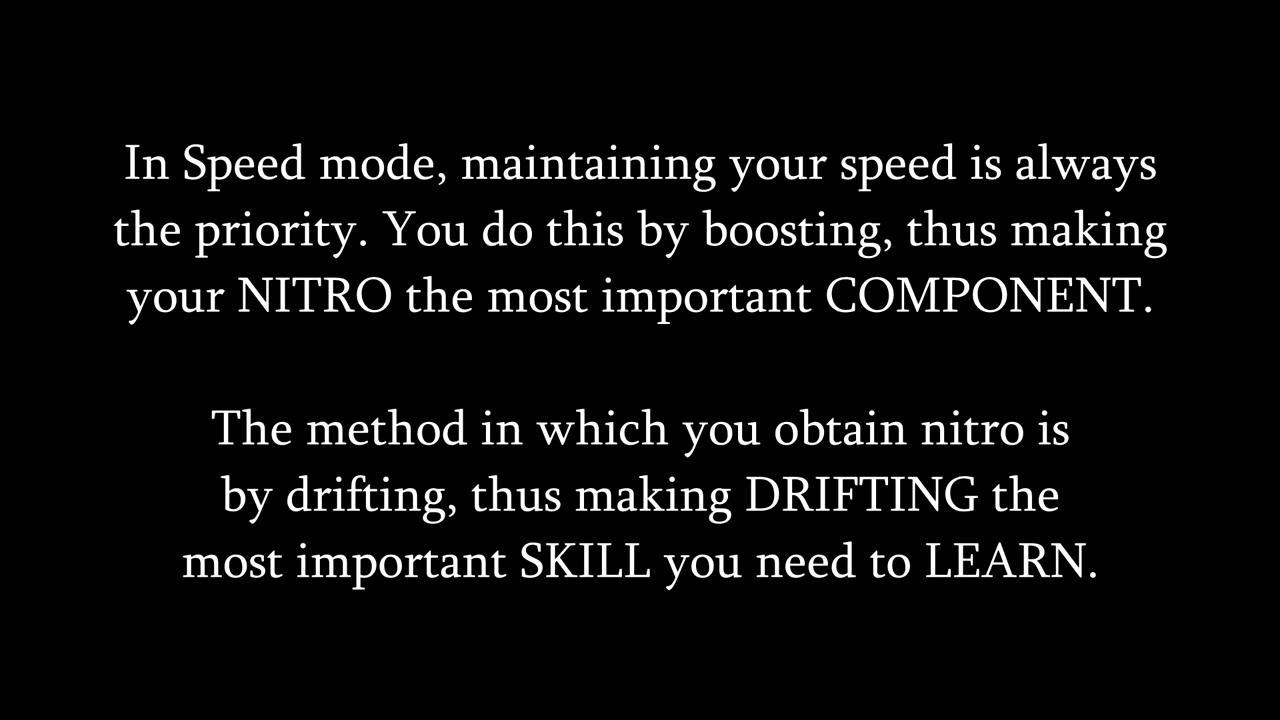 In Speed mode, maintaining your speed is always
the priority. You do this by boosting, thus making
your NITRO the most important COMPONENT.
The method in which you obtain nitro is
by drifting, thus making DRIFTING the
most important SKILL you need to LEARN.